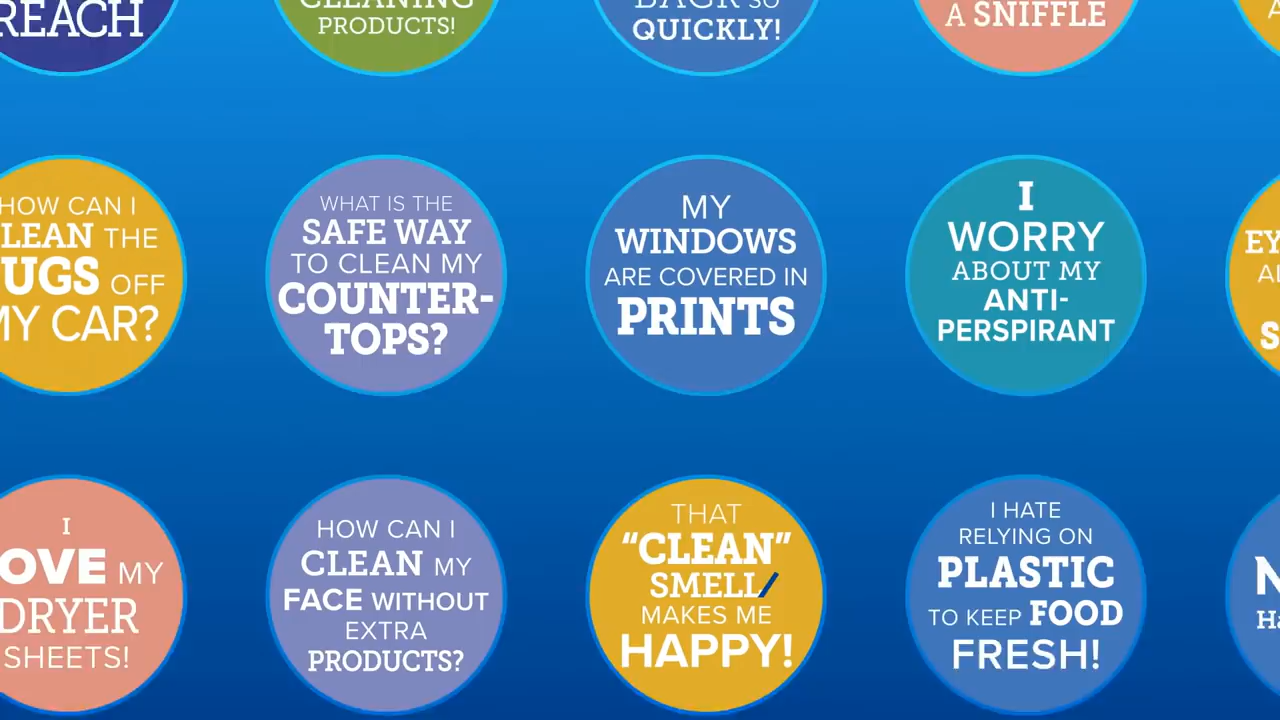 REACH
CLEANING
PRODUCTS!
BACK SO
QUICKLY!
A SNIFFLE
A
HOW CAN I
LEAN THE
UGS OFF
MY CAR?
WHAT IS THE
SAFE WAY
TO CLEAN MY
COUNTER-
TOPS?
MY
WINDOWS
ARE COVERED IN
PRINTS
I
WORRY
ABOUT MY
ANTI-
PERSPIRANT
EY
A
S
I
OVE MY
DRYER
SHEETS!
HOW CAN I
CLEAN MY
FACE WITHOUT
EXTRA
PRODUCTS?
THAT
“CLEAN”
SMELL
MAKES ME
HAPPY!
I HATE
RELYING ON
PLASTIC
TO KEEP FOOD
FRESH!
N
Ha